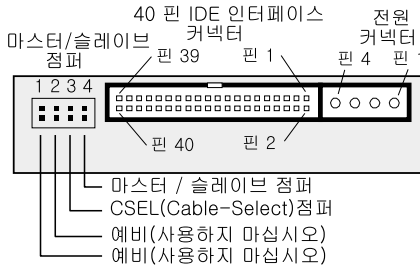 40 핀 IDE 인터페이스
커넥터
전원
커넥터
마스터/슬레이브
점퍼
핀 39
핀 1
핀 4
핀
1 2 3 4
핀 40
핀 2
마스터 / 슬레이브 점퍼
CSEL(Cable-Select)점퍼
예비(사용하지 마십시오)
예비(사용하지 마십시오)